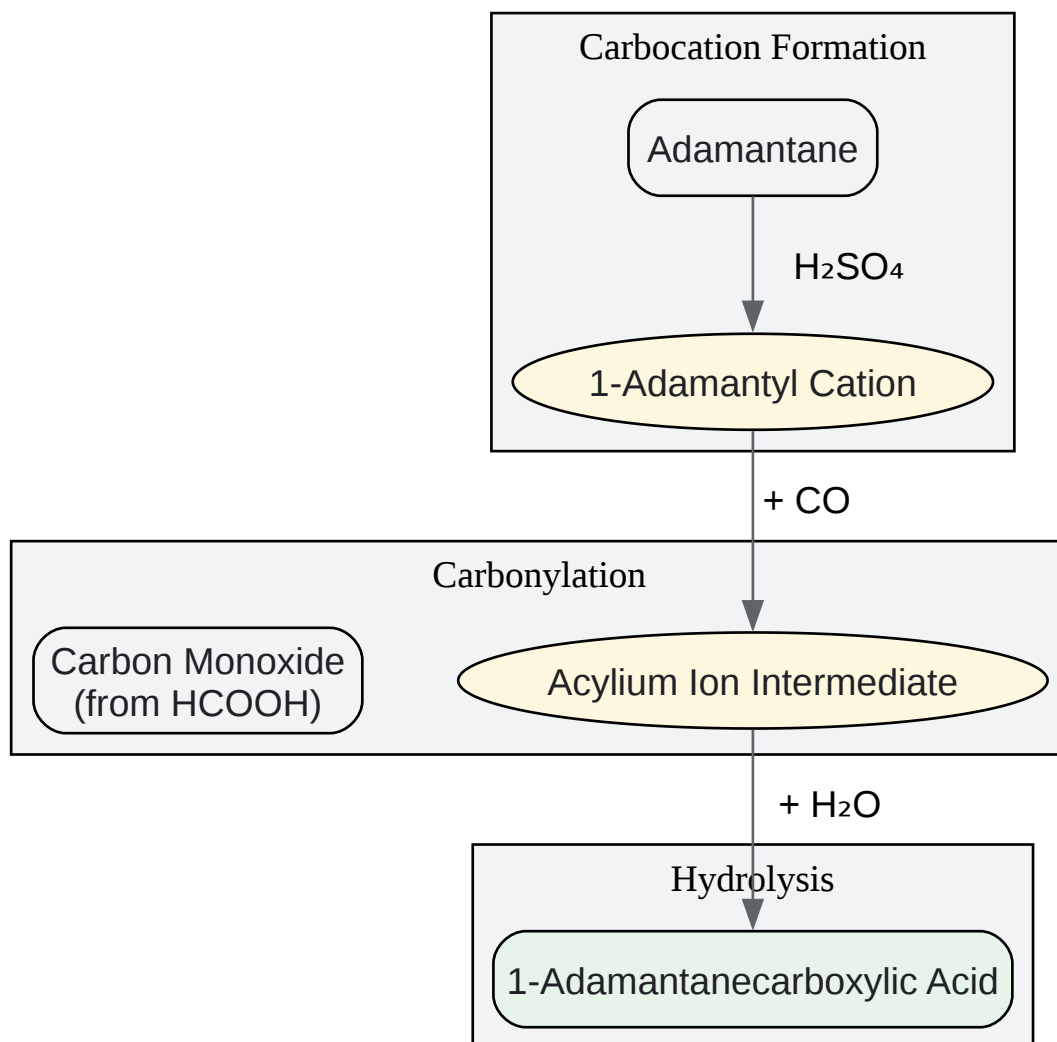 Carbocation Formation
Adamantane
H₂SO₄
1-Adamantyl Cation
+ CO
Carbonylation
Carbon Monoxide
(from HCOOH)
Acylium Ion Intermediate
+ H₂O
Hydrolysis
1-Adamantanecarboxylic Acid